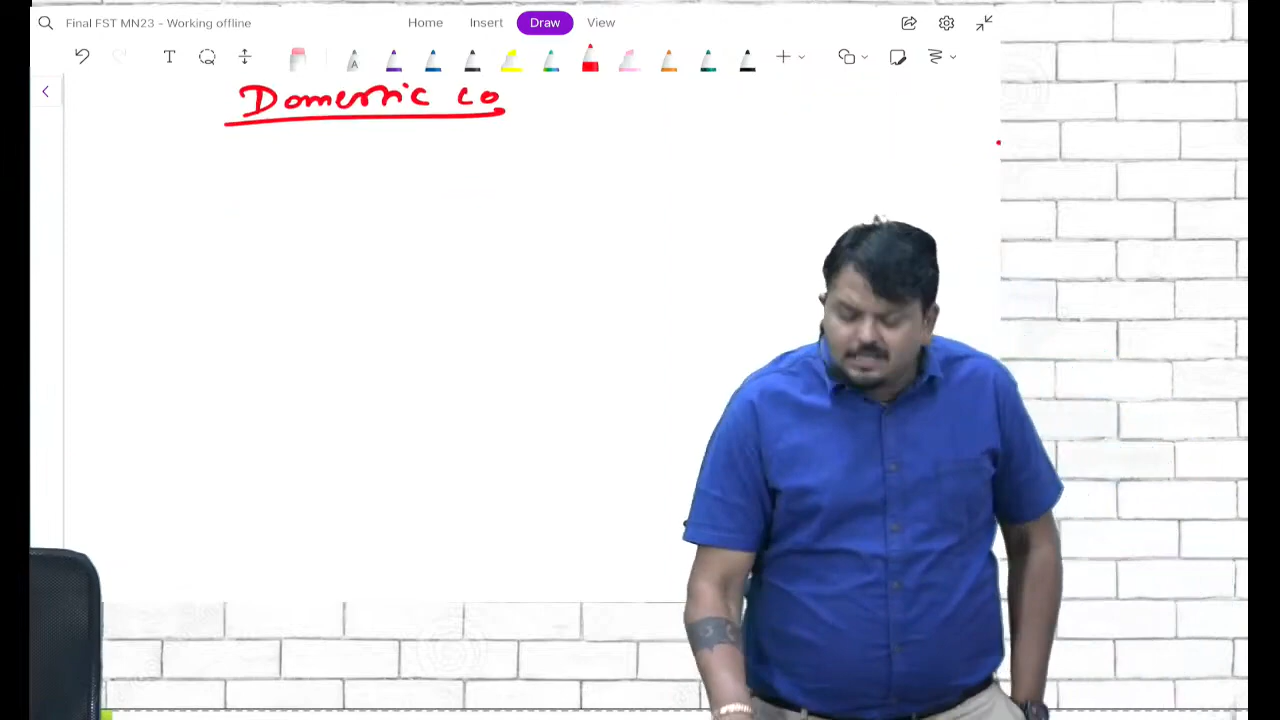 Final FST MN23 - Working offline
Home Insert Draw View
T
A
Domestic co